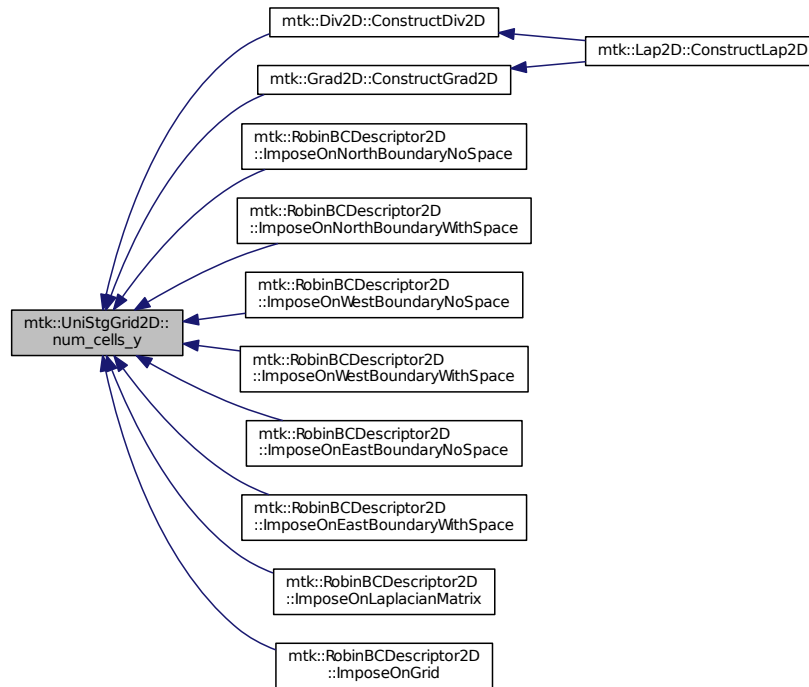 mtk::Div2D::ConstructDiv2D
mtk::Lap2D::ConstructLap2D
mtk::Grad2D::ConstructGrad2D
mtk::RobinBCDescriptor2D
::ImposeOnNorthBoundaryNoSpace
mtk::RobinBCDescriptor2D
::ImposeOnNorthBoundaryWithSpace
mtk::RobinBCDescriptor2D
::ImposeOnWestBoundaryNoSpace
mtk::UniStgGrid2D::
num_cells_y
mtk::RobinBCDescriptor2D
::ImposeOnWestBoundaryWithSpace
mtk::RobinBCDescriptor2D
::ImposeOnEastBoundaryNoSpace
mtk::RobinBCDescriptor2D
::ImposeOnEastBoundaryWithSpace
mtk::RobinBCDescriptor2D
::ImposeOnLaplacianMatrix
mtk::RobinBCDescriptor2D
::ImposeOnGrid